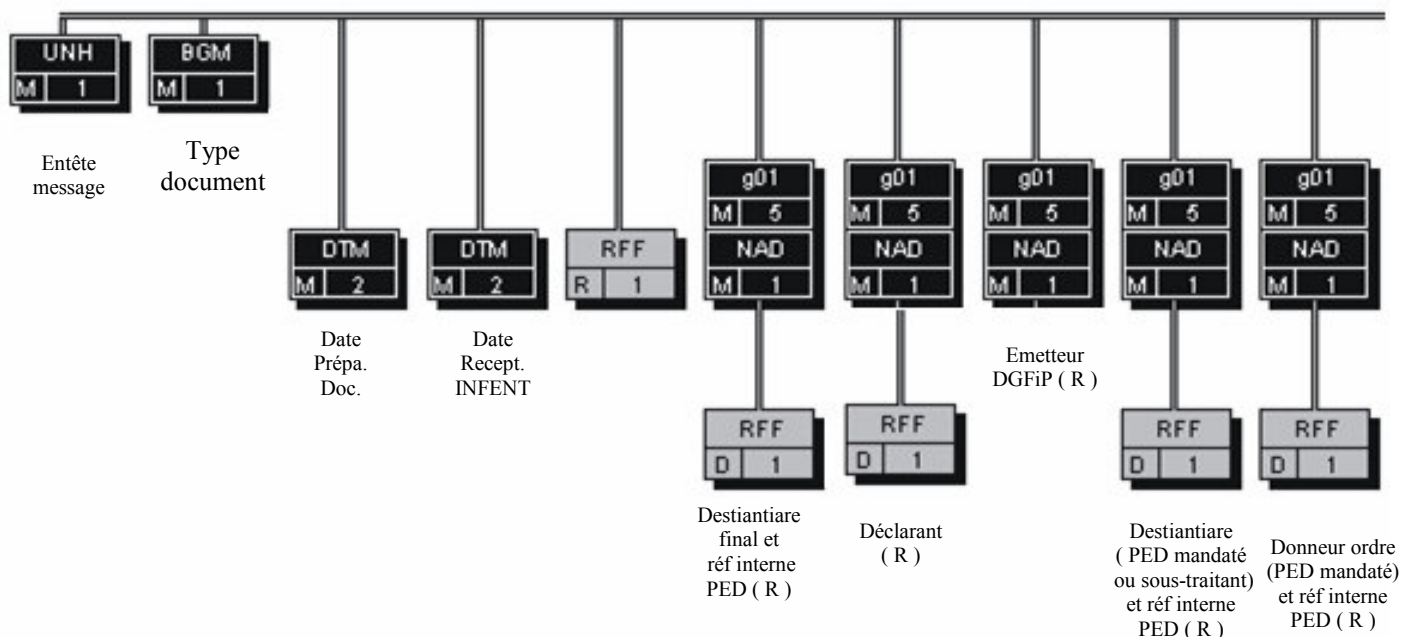 UNH
M 1
Entête
message
BGM
M 1
Type
document
DTM
M 2
Date
Prépa.
Doc.
DTM
M 2
Date
Recept.
INFENT
RFF
R 1
g01
M 5
NAD
M 1
RFF
D 1
Destiantiare
final et
réf interne
PED ( R )
g01
M 5
NAD
M 1
RFF
D 1
Déclarant
( R )
g01
M 5
NAD
M 1
Emetteur
DGFiP ( R )
g01
M 5
NAD
M 1
RFF
D 1
Destiantiare
( PED mandaté
ou sous-traitant)
et réf interne
PED ( R )
g01
M 5
NAD
M 1
RFF
D 1
Donneur ordre
(PED mandaté)
et réf interne
PED ( R )